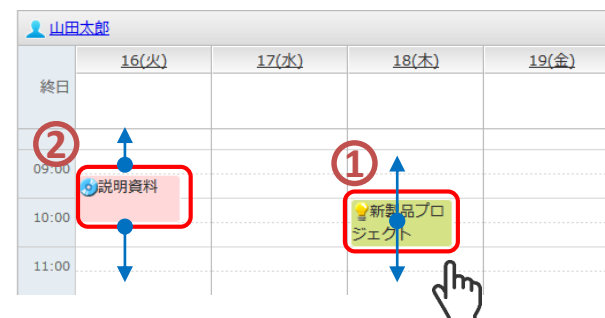 山田太郎
16(火) 17(水) 18(木) 19(金)
終日
②
①
09:00
説明資料
10:00
新製品プロ
ジェクト
11:00